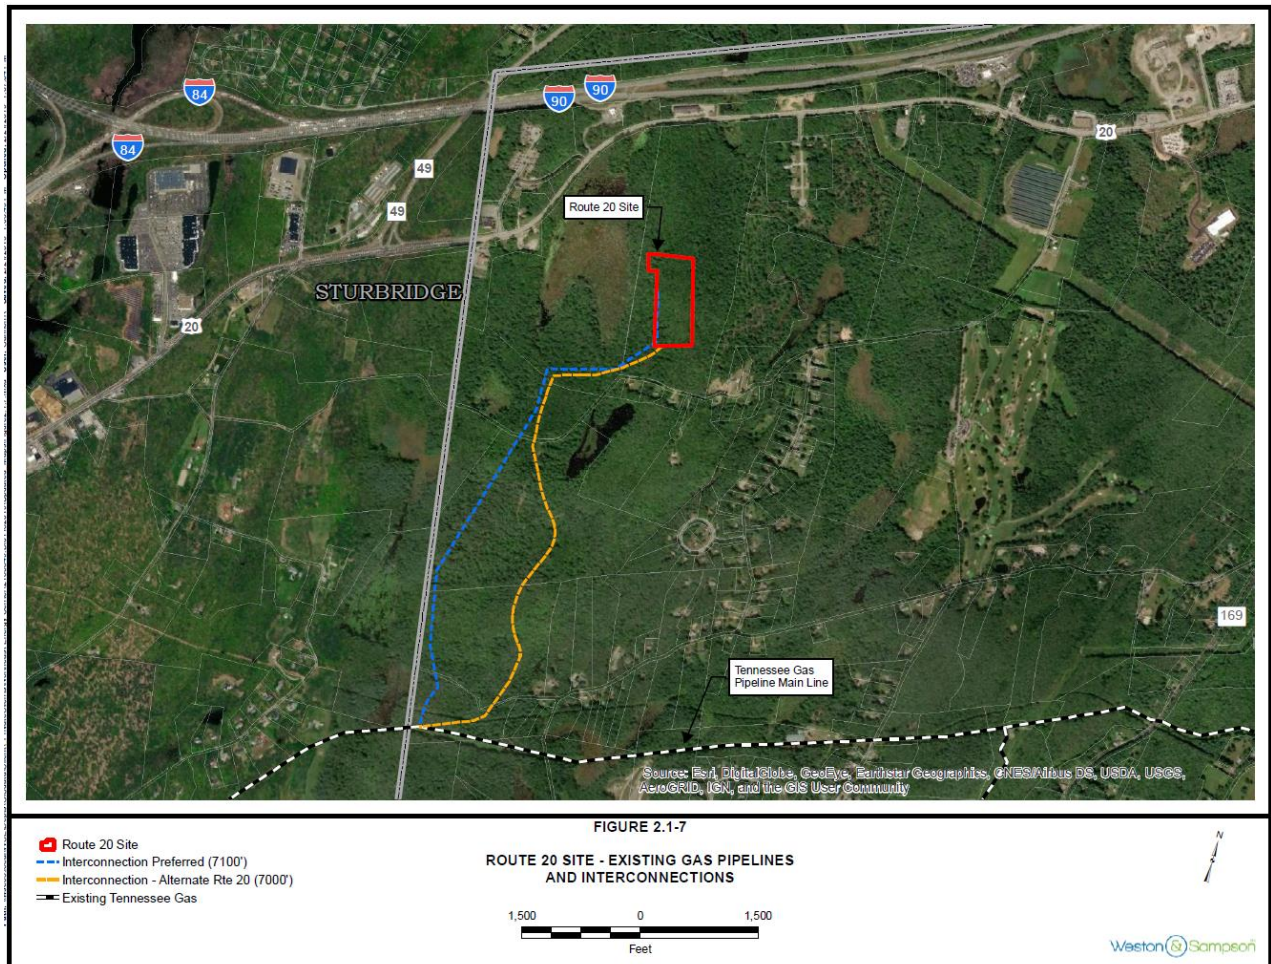 84
90
90
84
20
49
49
Route 20 Site
STURBRIDGE
20
169
Tennessee Gas
Pipeline Main Line
Source: Esri, DigitalGlobe, GeoEye, Earthstar Geographics, CNES/Airbus DS, USDA, USGS,
AeroGRID, IGN, and the GIS User Community
FIGURE 2.1-7
ROUTE 20 SITE - EXISTING GAS PIPELINES
AND INTERCONNECTIONS
Route 20 Site
Interconnection Preferred (7100')
Interconnection - Alternate Rte 20 (7000')
Existing Tennessee Gas
1,500 0 1,500
Feet
N
Weston & Sampson